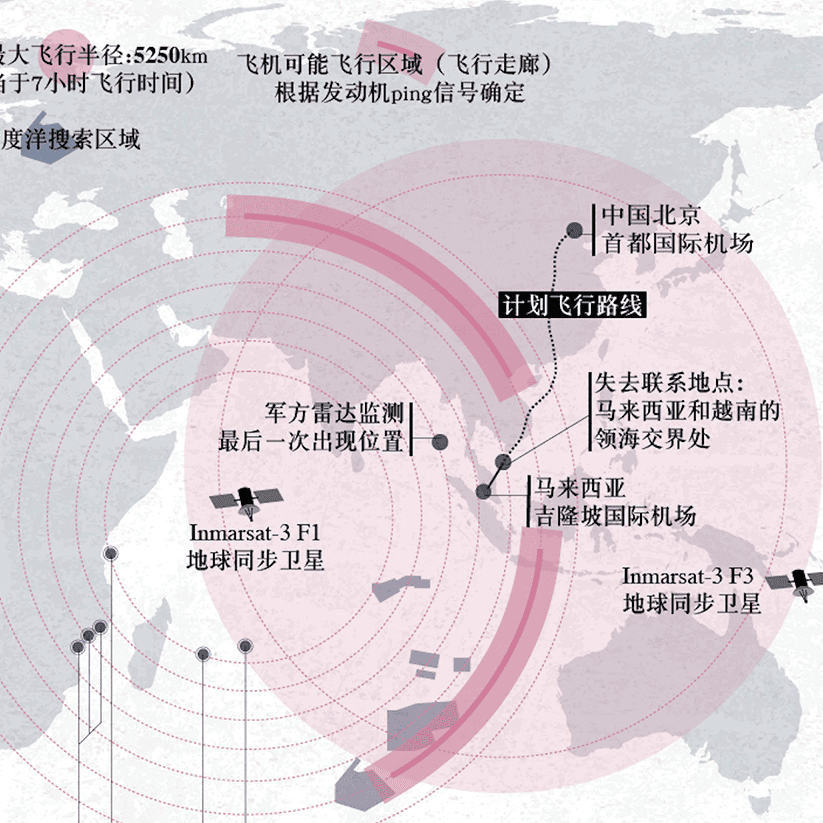 最大飞行半径:5250km
当于7小时飞行时间）
度洋搜索区域
飞机可能飞行区域（飞行走廊）
根据发动机ping信号确定
中国北京
首都国际机场
计划飞行路线
失去联系地点：
马来西亚和越南的
领海交界处
军方雷达监测
最后一次出现位置
马来西亚
吉隆坡国际机场
Inmarsat-3 F1
地球同步卫星
Inmarsat-3 F3
地球同步卫星